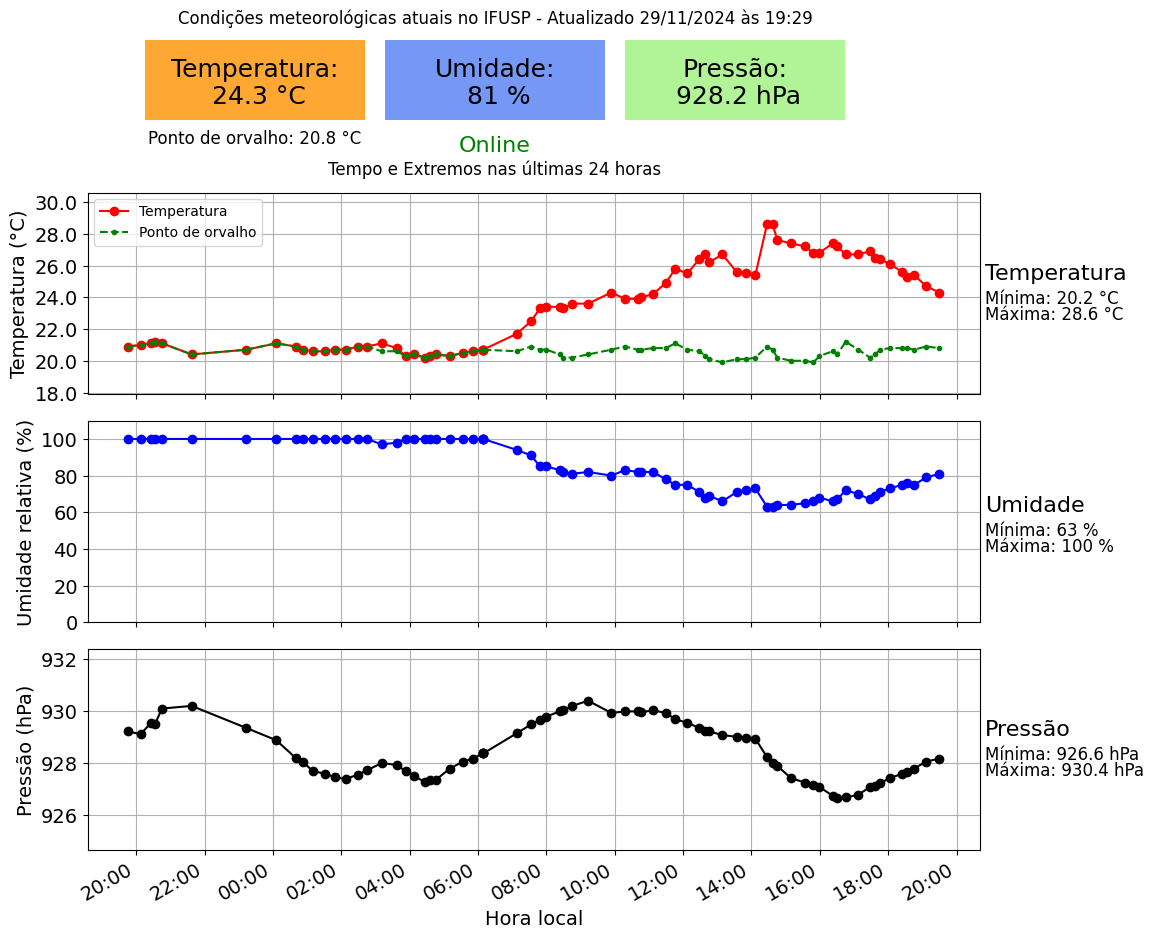 Condições meteorológicas atuais no IFUSP - Atualizado 29/11/2024 às 19:29
Temperatura:
24.3 °C
Umidade:
81 %
Pressão:
928.2 hPa
Ponto de orvalho: 20.8 °C
Online
Tempo e Extremos nas últimas 24 horas
Temperatura (°C)
30.0
28.0
26.0
24.0
22.0
20.0
18.0
Temperatura
Ponto de orvalho
Temperatura
Mínima: 20.2 °C
Máxima: 28.6 °C
Umidade relativa (%)
100
80
60
40
20
0
Umidade
Mínima: 63 %
Máxima: 100 %
Pressão (hPa)
932
930
928
926
Pressão
Mínima: 926.6 hPa
Máxima: 930.4 hPa
20:00
22:00
00:00
02:00
04:00
06:00
08:00
10:00
12:00
14:00
16:00
18:00
20:00
Hora local